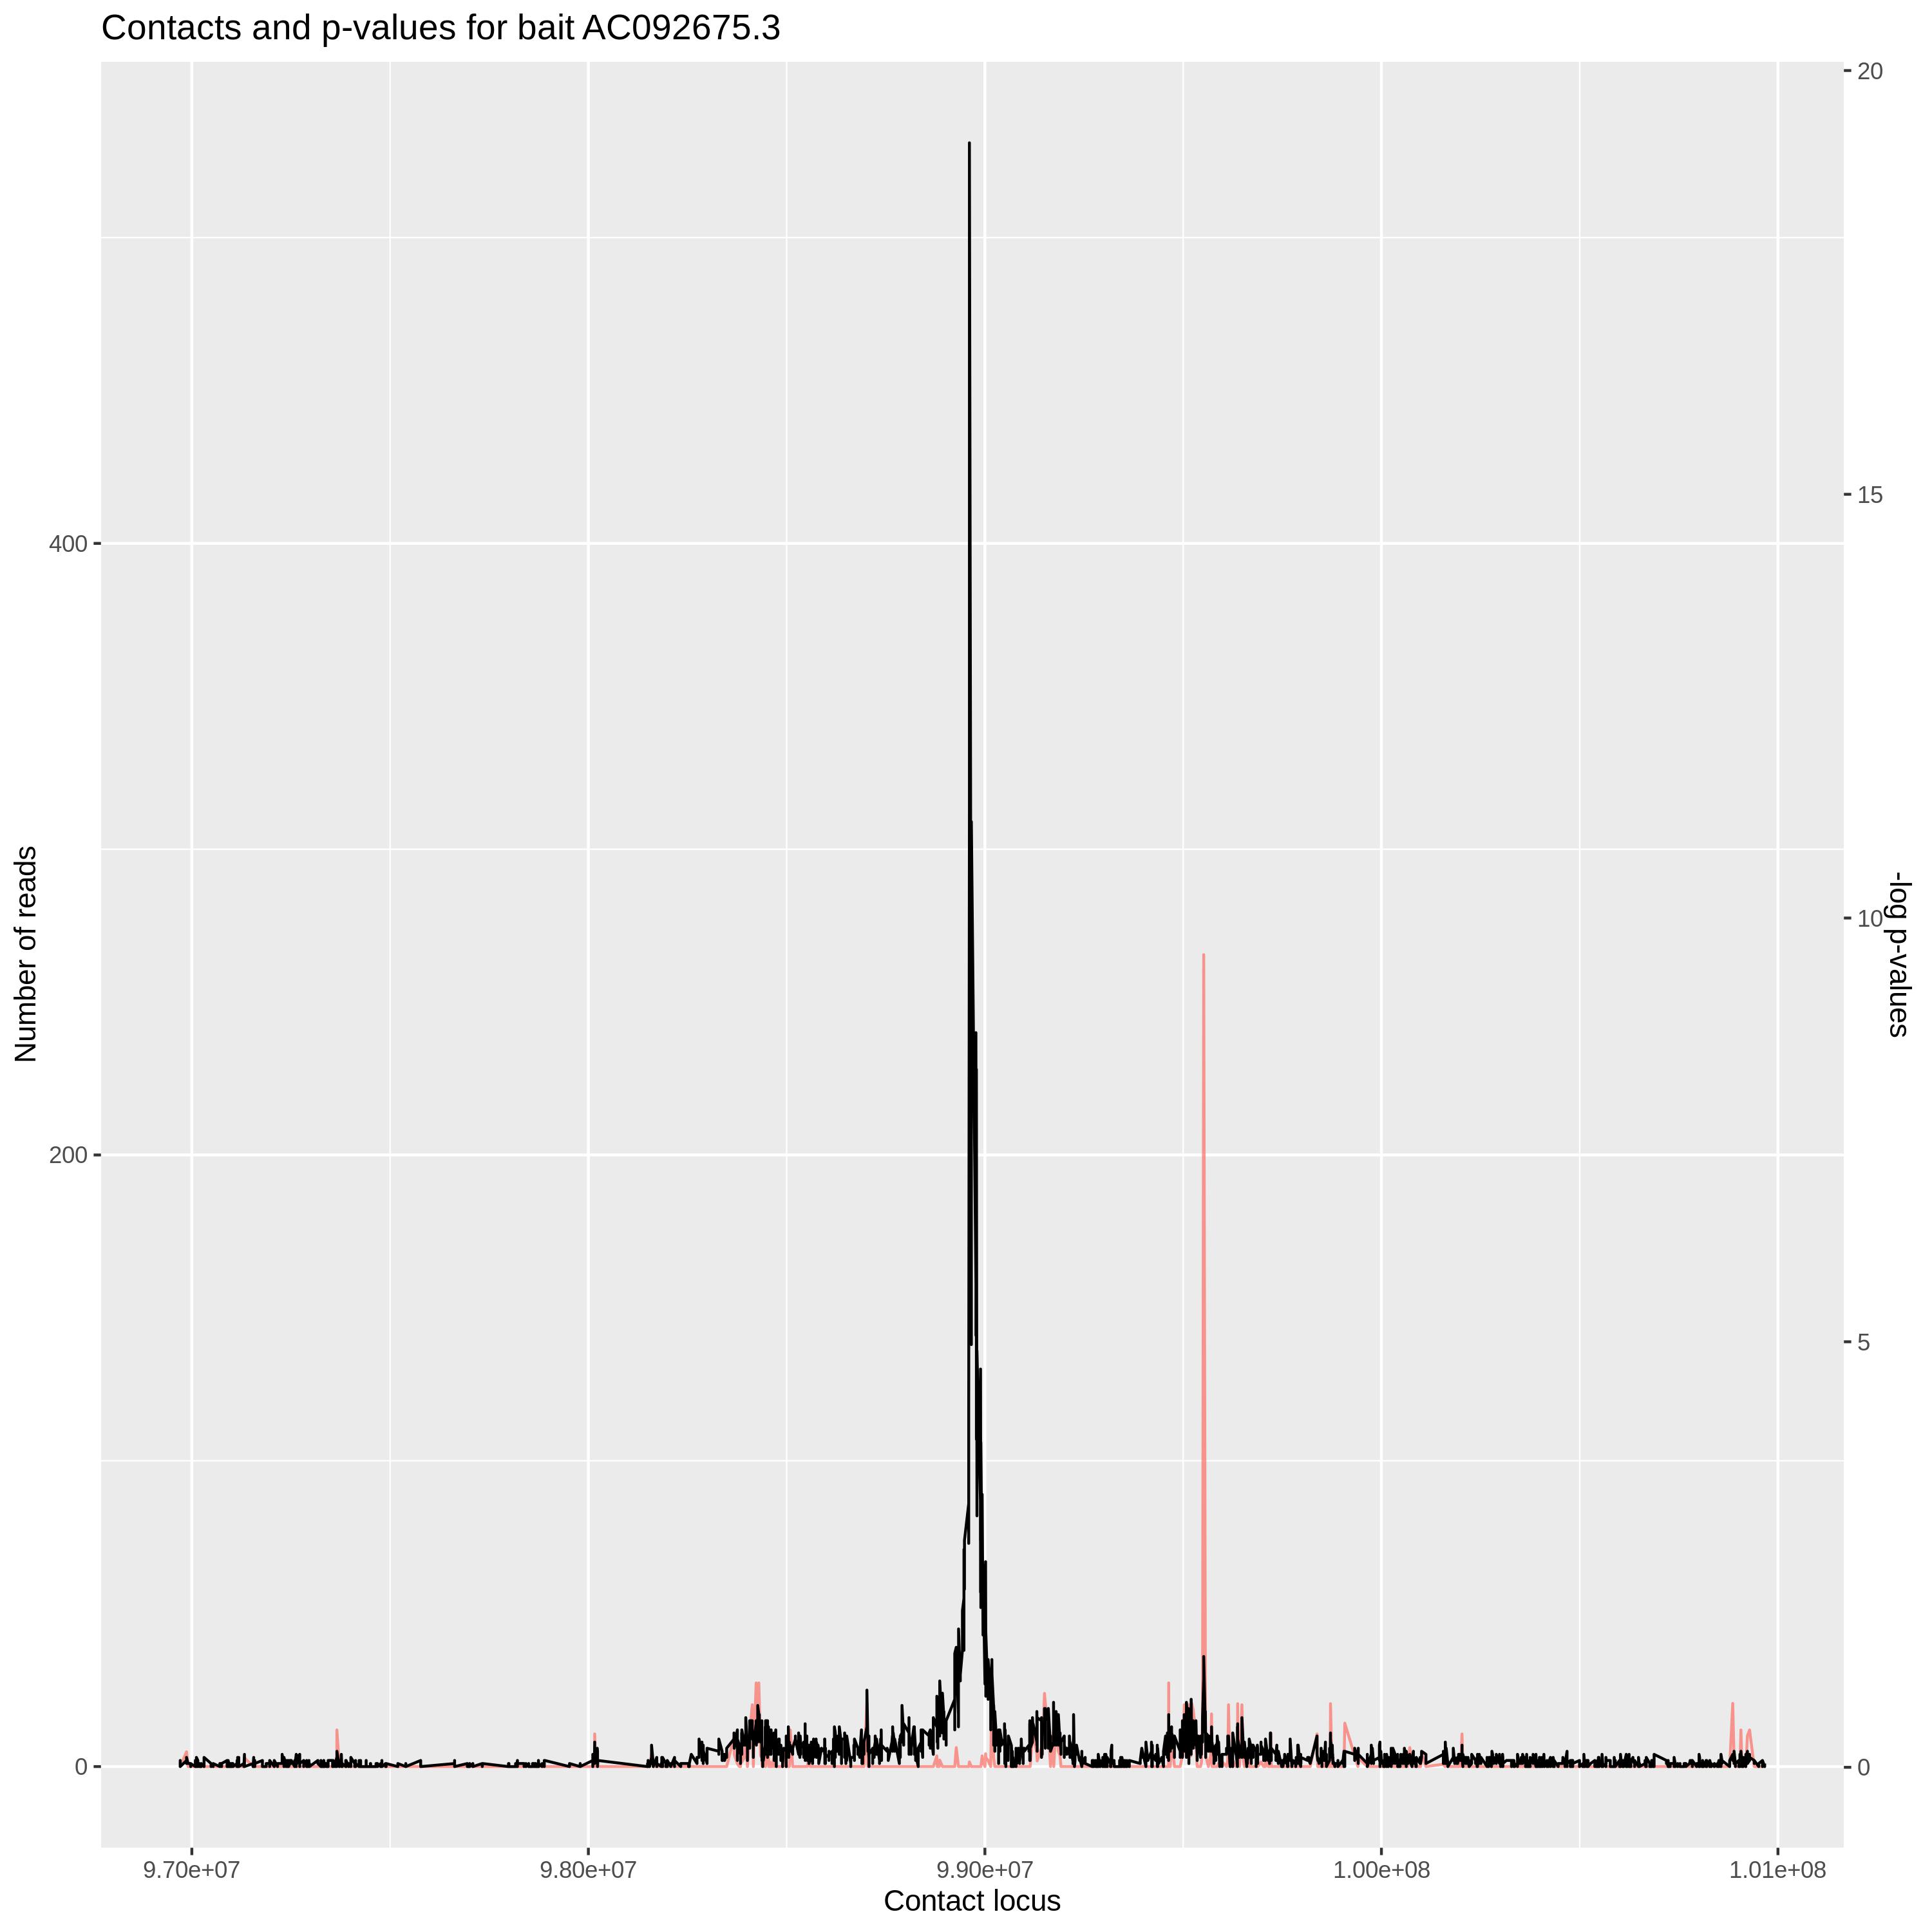 Contacts and p-values for bait AC092675.3
20
15
10
5
0
400
200
0
Number of reads
-log p-values
9.70e+07
9.80e+07
9.90e+07
1.00e+08
1.01e+08
Contact locus